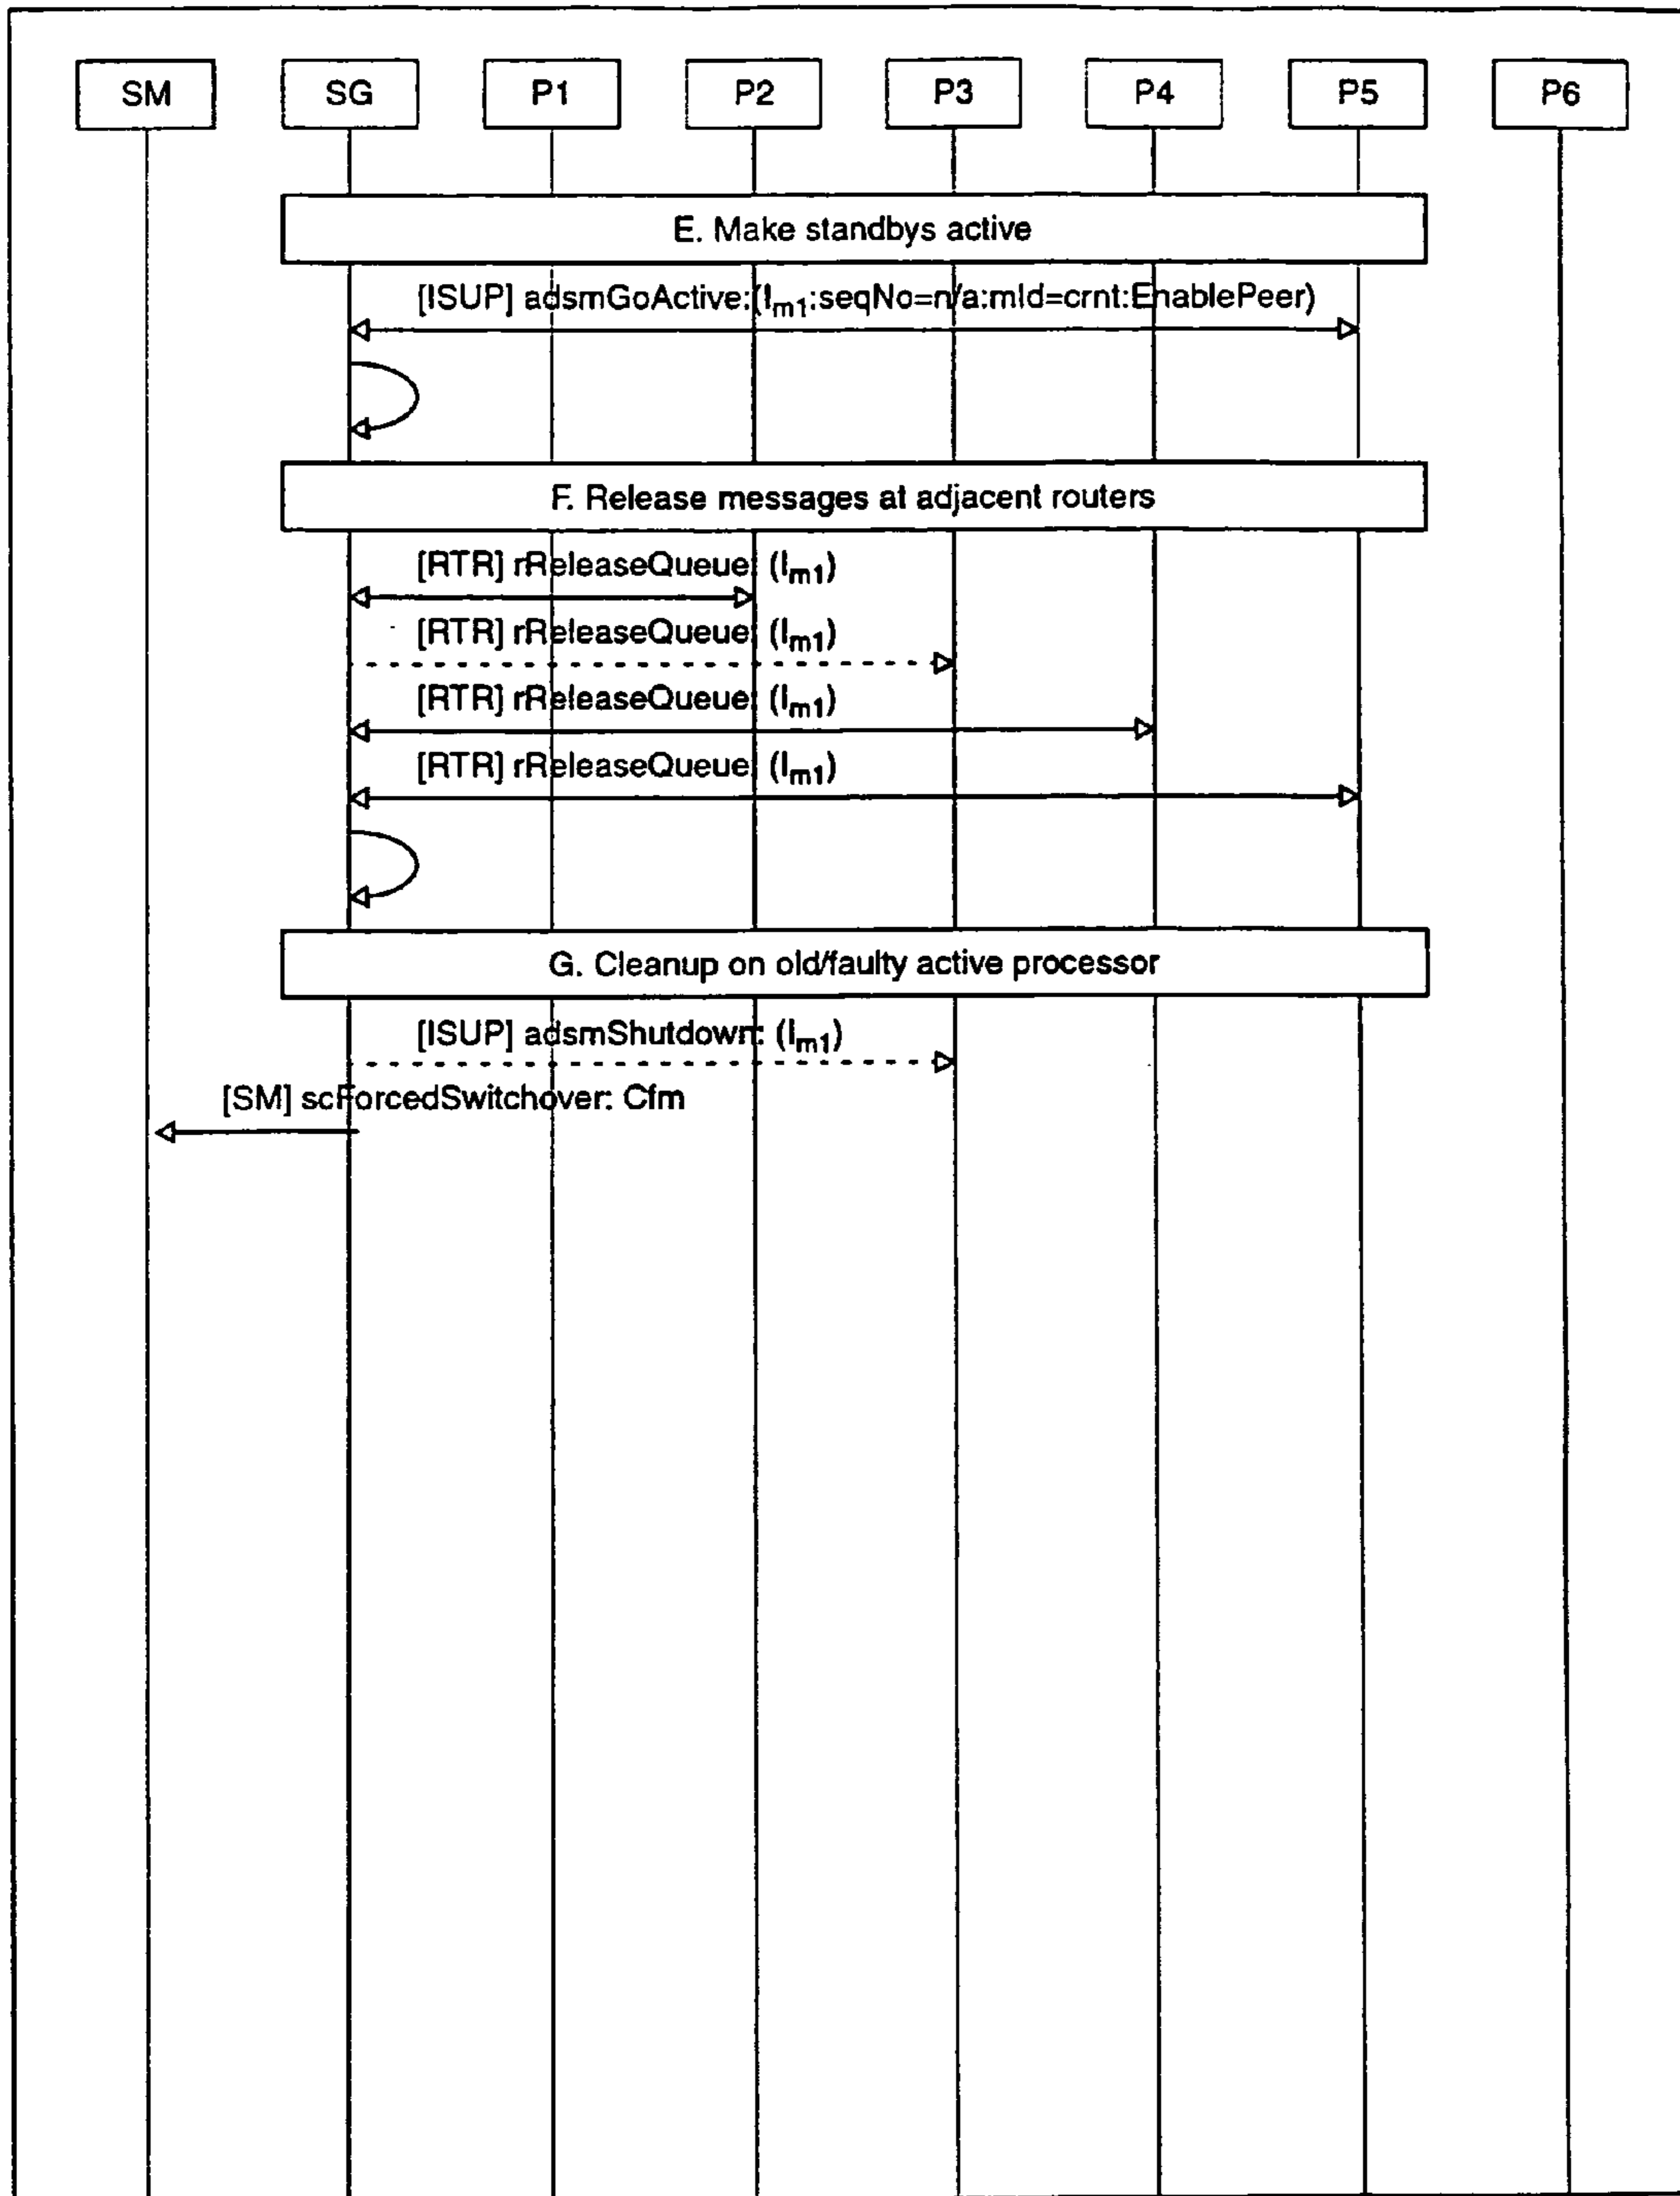 SM SG P1 P2 P3 P4 P5 P6
E. Make standbys active
[ISUP] adsmGoActive:(Im1:seqNo=n/a:mId=crnt:EnablePeer)
F. Release messages at adjacent routers
[RTR] rReleaseQueue: (Im1)
[RTR] rReleaseQueue: (Im1)
[RTR] rReleaseQueue: (Im1)
[RTR] rReleaseQueue: (Im1)
G. Cleanup on old/faulty active processor
[ISUP] adsmShutdown: (Im1)
[SM] scForcedSwitchover: Cfm